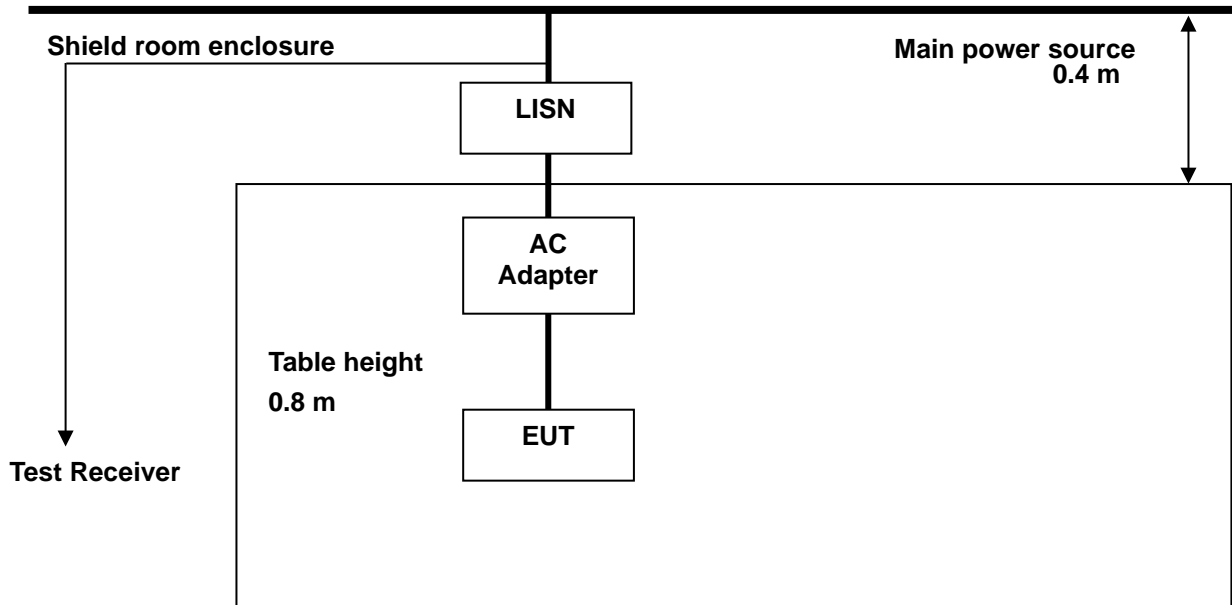 Shield room enclosure
Main power source
0.4 m
LISN
AC
Adapter
Table height
0.8 m
EUT
Test Receiver